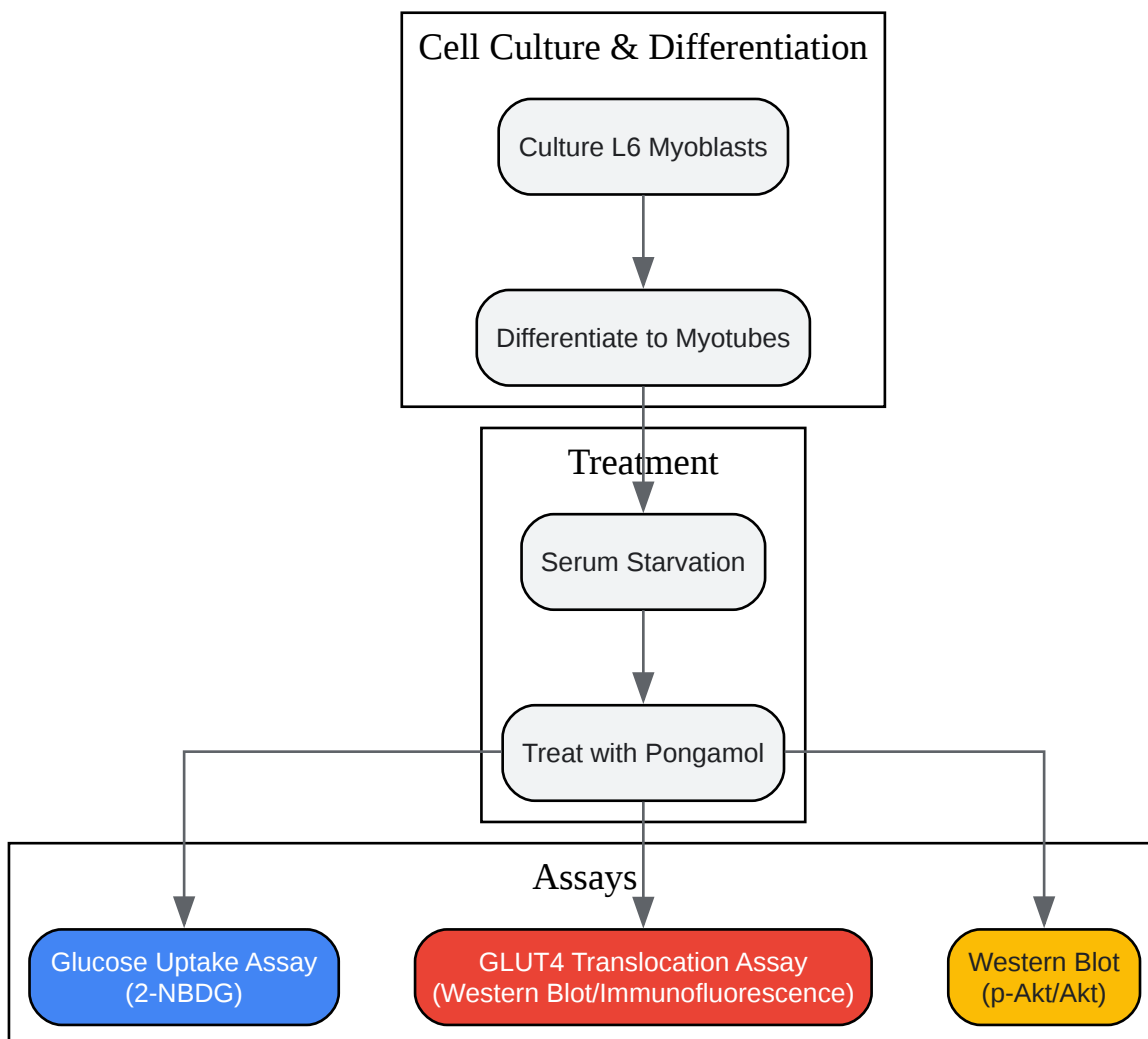 Cell Culture & Differentiation
Culture L6 Myoblasts
Differentiate to Myotubes
Treatment
Serum Starvation
Treat with Pongamol
Assays
Glucose Uptake Assay
(2-NBDG)
GLUT4 Translocation Assay
(Western Blot/Immunofluorescence)
Western Blot
(p-Akt/Akt)